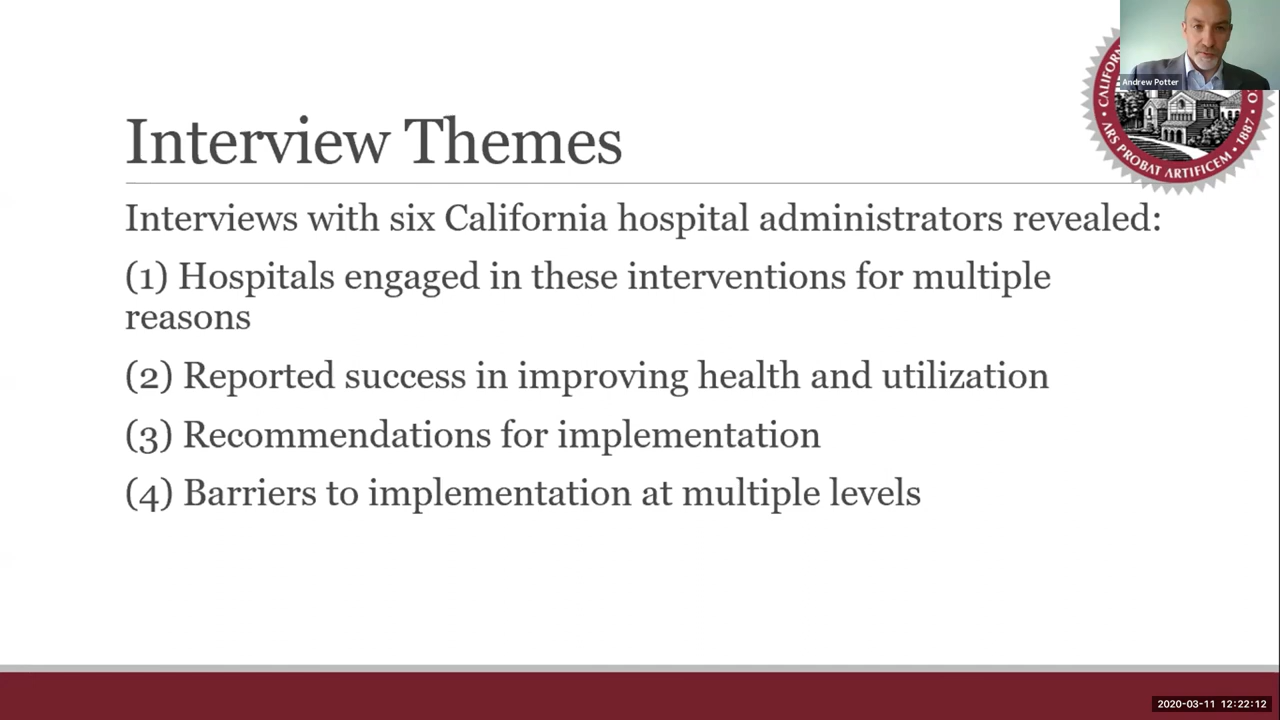 Andrew Potter
CALIFOR
ARS PROBAT ARTIFICEM • 1887 •
Interview Themes
Interviews with six California hospital administrators revealed:
(1) Hospitals engaged in these interventions for multiple
reasons
(2) Reported success in improving health and utilization
(3) Recommendations for implementation
(4) Barriers to implementation at multiple levels
2020-03-11 12:22:12